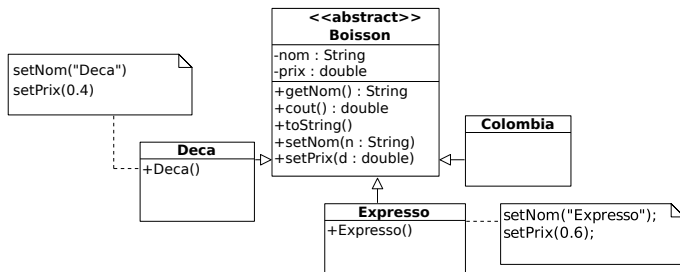 <<abstract>>
Boisson
-nom : String
-prix : double
+getNom() : String
+cout() : double
+toString()
+setNom(n : String)
+setPrix(d : double)
setNom("Deca")
setPrix(0.4)
Deca
+Deca()
Colombia
Expresso
+Expresso()
setNom("Expresso");
setPrix(0.6);